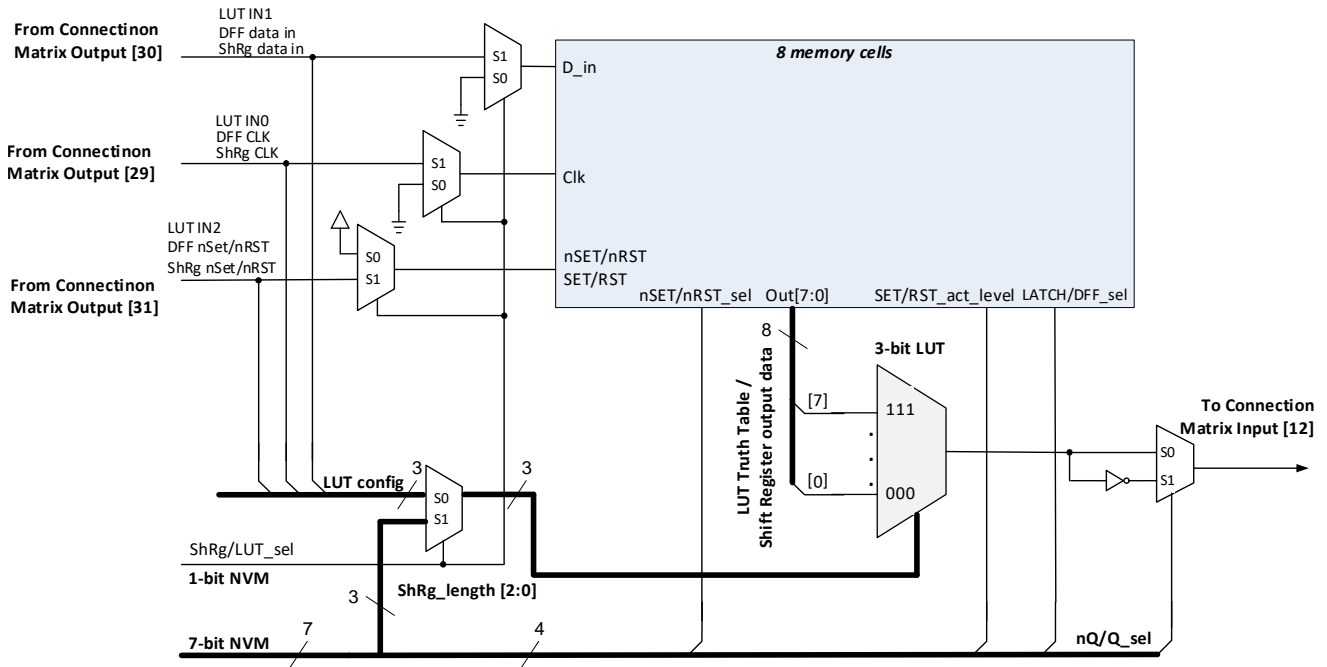 LUT IN1
DFF data in
ShRg data in
From Connectinon
Matrix Output [30]
S1
S0
D_in
8 memory cells
LUT IN0
DFF CLK
ShRg CLK
From Connectinon
Matrix Output [29]
S1
S0
Clk
LUT IN2
DFF nSet/nRST
ShRg nSet/nRST
From Connectinon
Matrix Output [31]
S0
S1
nSET/nRST
SET/RST
nSET/nRST_sel
Out[7:0]
SET/RST_act_level
LATCH/DFF_sel
8
3-bit LUT
LUT Truth Table /
Shift Register output data
[7]
111
[0]
000
To Connection
Matrix Input [12]
S0
S1
LUT config
3
S0
S1
3
ShRg/LUT_sel
1-bit NVM
3
ShRg_length [2:0]
7-bit NVM
7
4
nQ/Q_sel